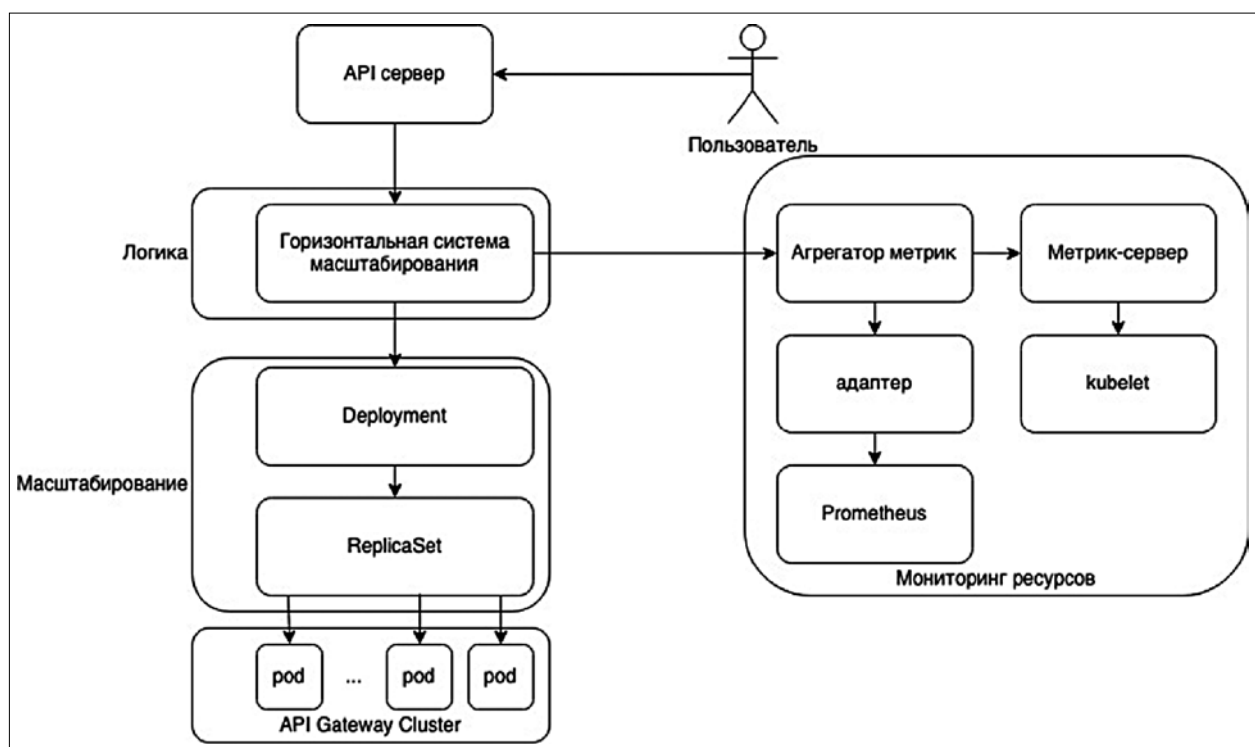 API сервер
Пользователь
Логика
Горизонтальная система
масштабирования
Агрегатор метрик
Метрик-сервер
Масштабирование
Deployment
адаптер
kubelet
ReplicaSet
Prometheus
Мониторинг ресурсов
pod
...
pod
pod
API Gateway Cluster